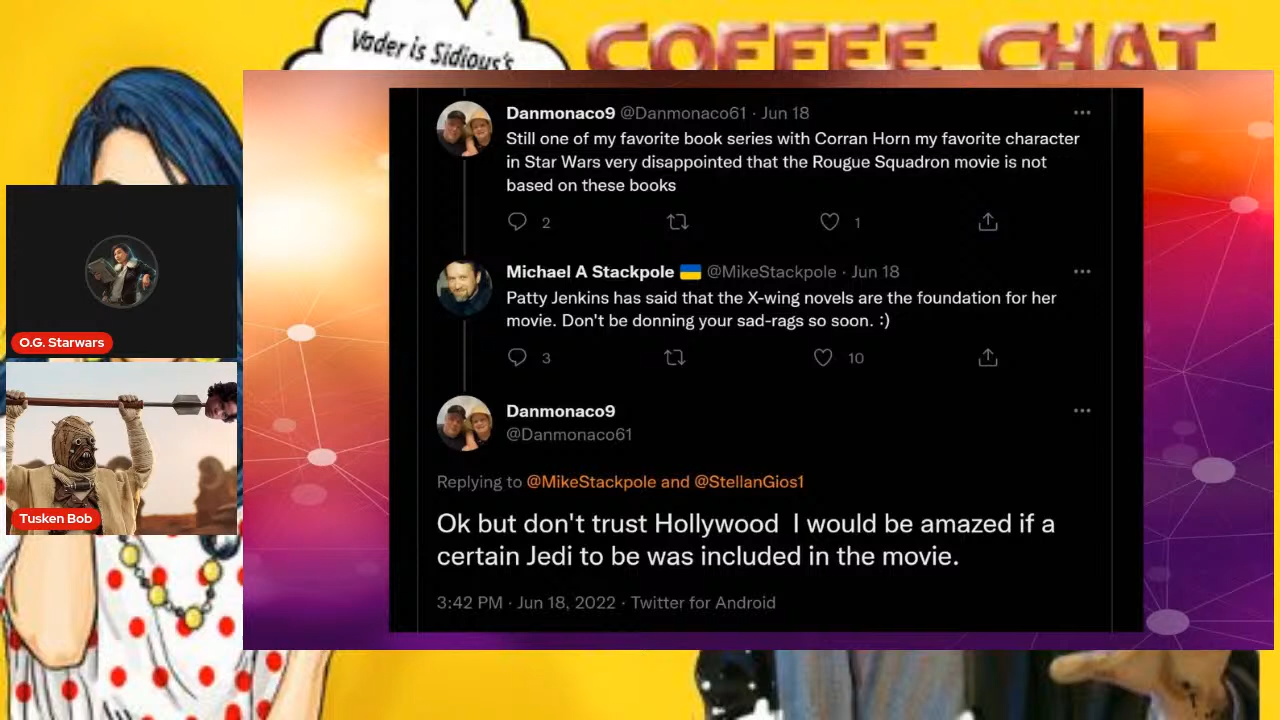 Vader is Sidious's
COFFEE CHAT
Danmonaco9 @Danmonaco61 · Jun 18
Still one of my favorite book series with Corran Horn my favorite character
in Star Wars very disappointed that the Rougue Squadron movie is not
based on these books
2
1
Michael A Stackpole 🇺🇦 @MikeStackpole · Jun 18
Patty Jenkins has said that the X-wing novels are the foundation for her
movie. Don't be donning your sad-rags so soon. :)
3
10
Danmonaco9
@Danmonaco61
Replying to @MikeStackpole and @StellanGios1
Ok but don't trust Hollywood I would be amazed if a
certain Jedi to be was included in the movie.
3:42 PM · Jun 18, 2022 · Twitter for Android
O.G. Starwars
Tusken Bob